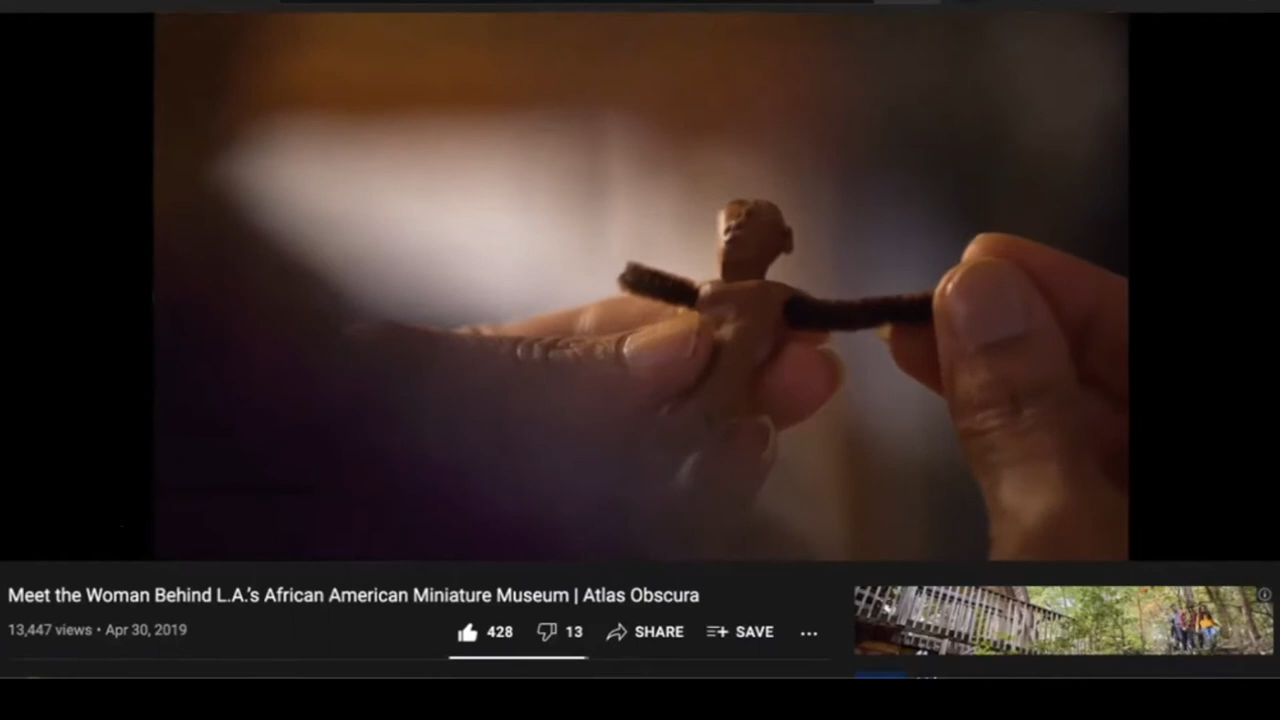 Meet the Woman Behind L.A.'s African American Miniature Museum | Atlas Obscura
13,447 views • Apr 30, 2019
428
13
SHARE
SAVE